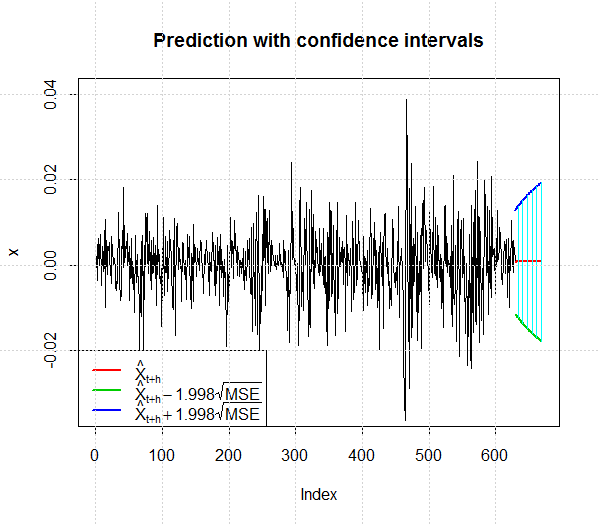 Prediction with confidence intervals
x
0.04
0.02
0.00
-0.02
X̂t+h
X̂t+h − 1.998√MSE
X̂t+h + 1.998√MSE
0 100 200 300 400 500 600
Index